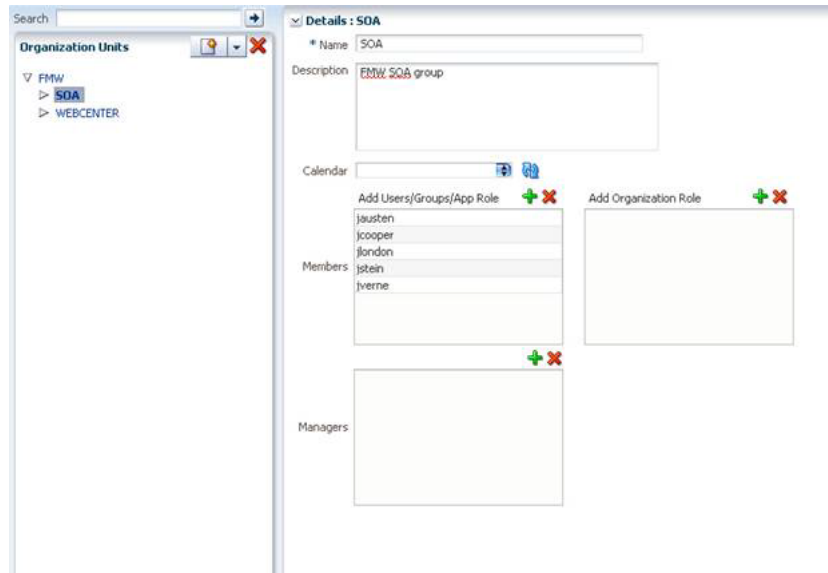 Search
Organization Units
FMW
SOA
WEBCENTER
Details : SOA
* Name SOA
Description FMW SOA group
Calendar
Add Users/Groups/App Role
Add Organization Role
Members
jausten
jcooper
jlondon
jstein
jverne
Managers